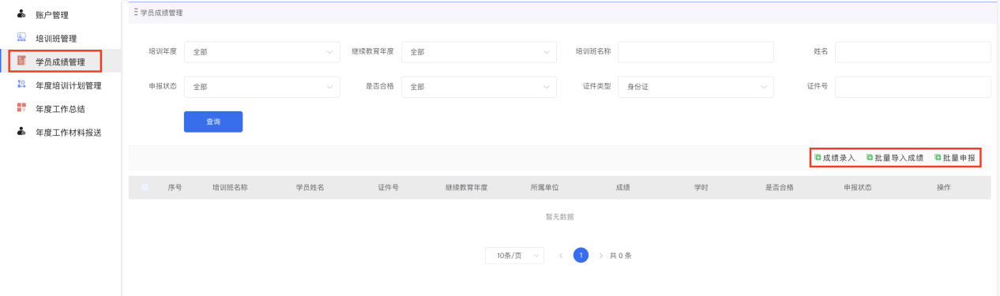 账户管理
培训班管理
学员成绩管理
年度培训计划管理
年度工作总结
年度工作材料报送
学员成绩管理
培训年度 全部 继续教育年度 全部 培训班名称 姓名
申报状态 全部 是否合格 全部 证件类型 身份证 证件号
查询
成绩录入 批量导入成绩 批量申报
序号 培训班名称 学员姓名 证件号 继续教育年度 所属单位 成绩 学时 是否合格 申报状态 操作
暂无数据
10条/页 < 1 > 共 0 条